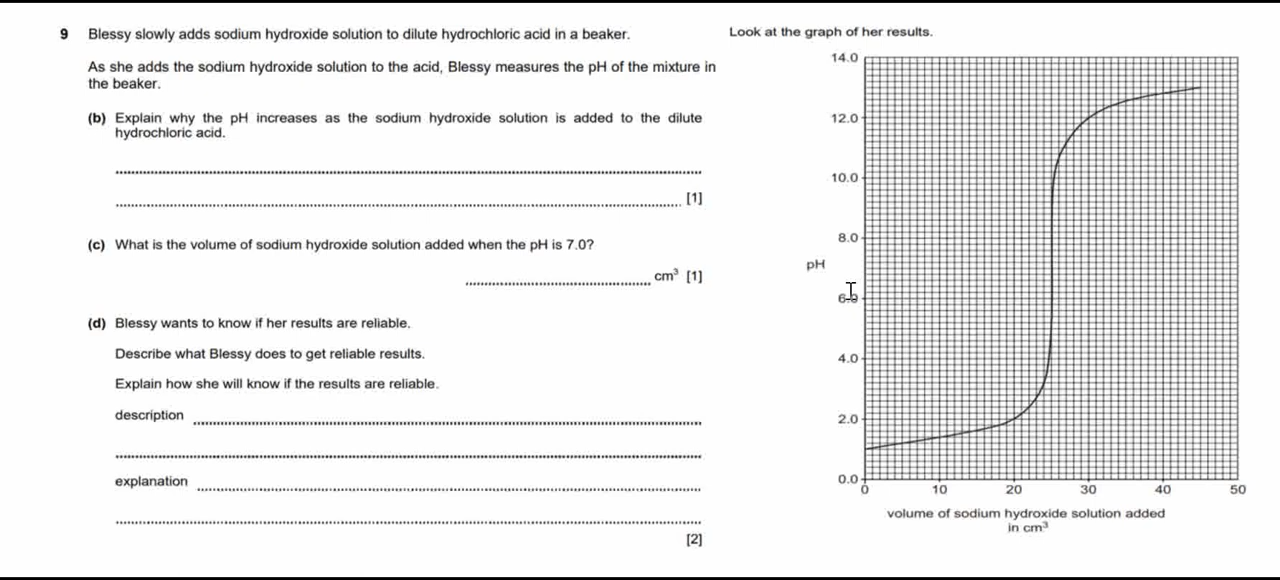 9 Blessy slowly adds sodium hydroxide solution to dilute hydrochloric acid in a beaker.
As she adds the sodium hydroxide solution to the acid, Blessy measures the pH of the mixture in
the beaker.
(b) Explain why the pH increases as the sodium hydroxide solution is added to the dilute
hydrochloric acid.
[1]
(c) What is the volume of sodium hydroxide solution added when the pH is 7.0?
cm³ [1]
(d) Blessy wants to know if her results are reliable.
Describe what Blessy does to get reliable results.
Explain how she will know if the results are reliable.
description
explanation
[2]
Look at the graph of her results.
14.0
12.0
10.0
8.0
pH
6.0
4.0
2.0
0.0
0 10 20 30 40 50
volume of sodium hydroxide solution added
in cm³